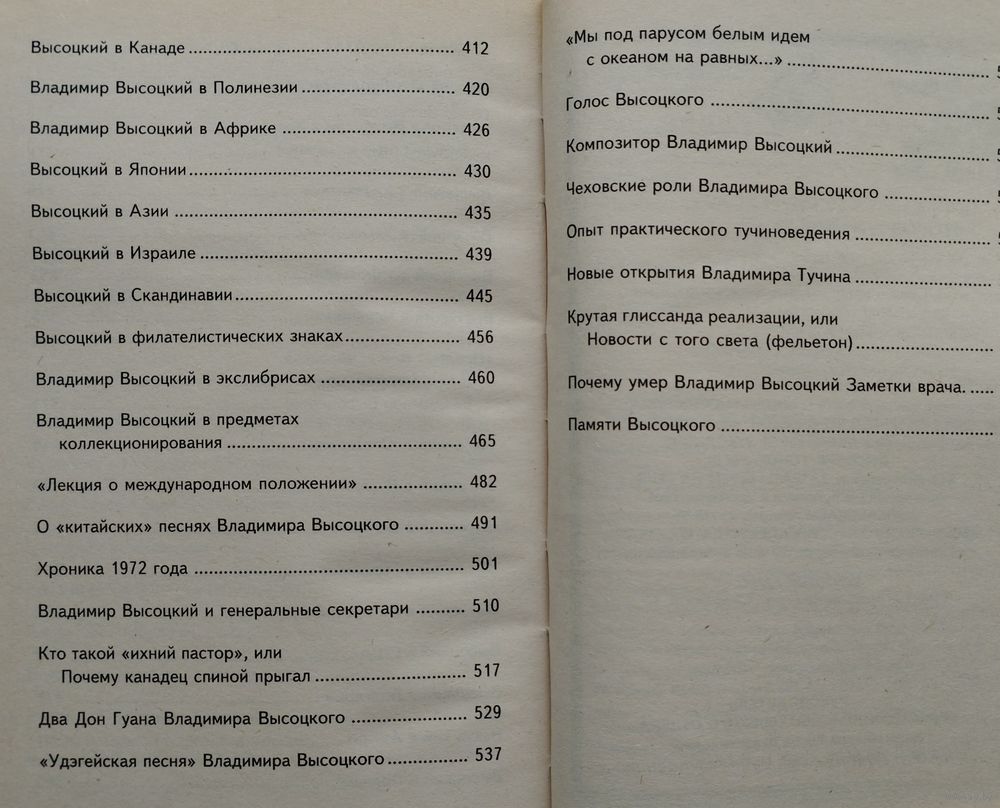 Высоцкий в Канаде ........ 412
Владимир Высоцкий в Полинезии ........ 420
Владимир Высоцкий в Африке ........ 426
Высоцкий в Японии ........ 430
Высоцкий в Азии ........ 435
Высоцкий в Израиле ........ 439
Высоцкий в Скандинавии ........ 445
Высоцкий в филателистических знаках ........ 456
Владимир Высоцкий в экслибрисах ........ 460
Владимир Высоцкий в предметах
коллекционирования ........ 465
«Лекция о международном положении» ........ 482
О «китайских» песнях Владимира Высоцкого ........ 491
Хроника 1972 года ........ 501
Владимир Высоцкий и генеральные секретари ........ 510
Кто такой «ихний пастор», или
Почему канадец спиной прыгал ........ 517
Два Дон Гуана Владимира Высоцкого ........ 529
«Удэгейская песня» Владимира Высоцкого ........ 537
«Мы под парусом белым идем
с океаном на равных...» ........
Голос Высоцкого ........
Композитор Владимир Высоцкий ........
Чеховские роли Владимира Высоцкого ........
Опыт практического тучиноведения ........
Новые открытия Владимира Тучина ........
Крутая глиссанда реализации, или
Новости с того света (фельетон) ........
Почему умер Владимир Высоцкий Заметки врача. .....
Памяти Высоцкого ........